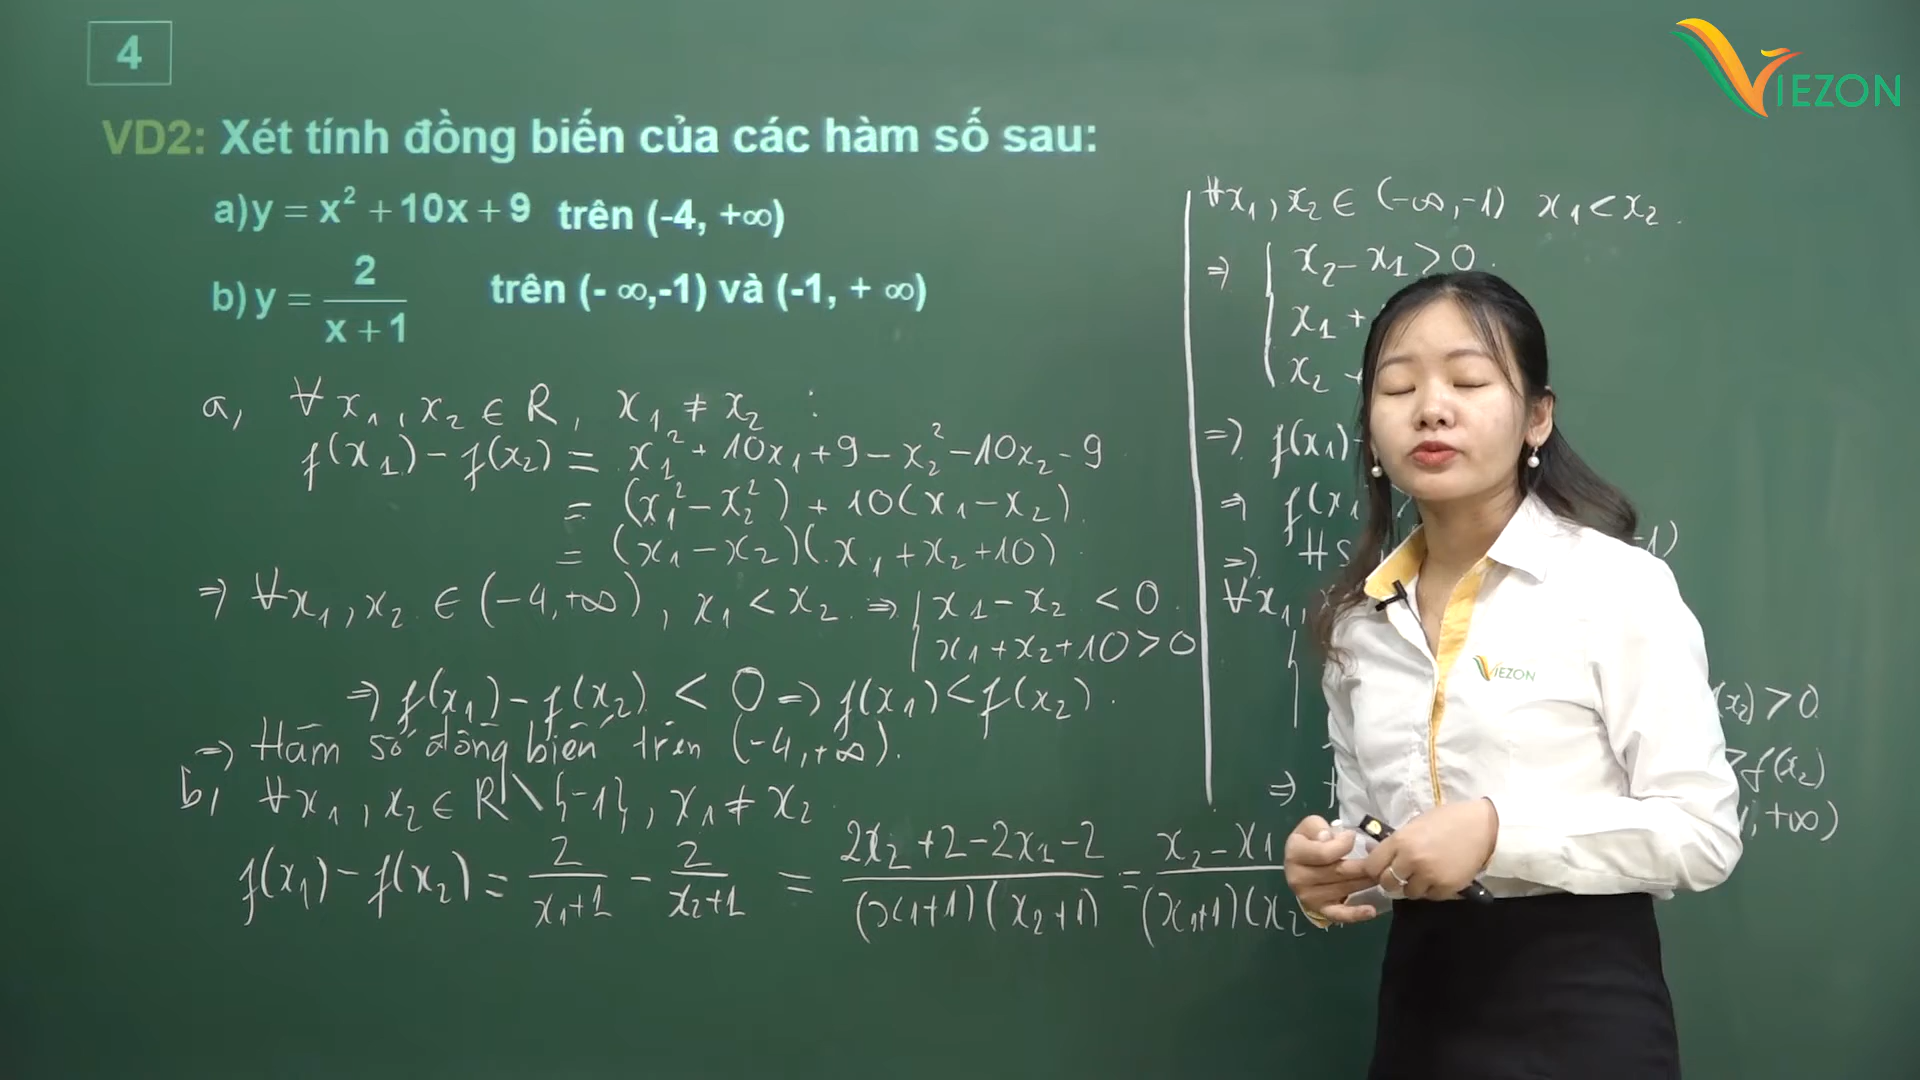 4
VIEZON
VD2: Xét tính đồng biến của các hàm số sau:
a) y = x² + 10x + 9 trên (-4, +∞)
b) y = 2/(x + 1) trên (- ∞,-1) và (-1, + ∞)
a, ∀x₁, x₂ ∈ R, x₁ ≠ x₂ :
f(x₁) - f(x₂) = x₁² + 10x₁ + 9 - x₂² - 10x₂ - 9
= (x₁² - x₂²) + 10(x₁ - x₂)
= (x₁ - x₂)(x₁ + x₂ + 10)
⇒ ∀x₁, x₂ ∈ (-4, +∞), x₁ < x₂ ⇒ { x₁ - x₂ < 0
x₁ + x₂ + 10 > 0
⇒ f(x₁) - f(x₂) < 0 ⇒ f(x₁) < f(x₂).
⇒ Hàm số đồng biến trên (-4, +∞).
b, ∀x₁, x₂ ∈ R \ {-1}, x₁ ≠ x₂
f(x₁) - f(x₂) = 2/(x₁+1) - 2/(x₂+1) = (2x₂ + 2 - 2x₁ - 2)/((x₁+1)(x₂+1)) = (x₂ - x₁)/((x₁+1)(x₂
∀x₁, x₂ ∈ (-∞, -1) x₁ < x₂.
⇒ { x₂ - x₁ > 0.
x₁ +
x₂ +
⇒ f(x₁) -
⇒ f(x₁)
⇒ HS -1)
∀x₁,
(x₂) > 0
> f(x₂)
⇒ , +∞)
VIEZON